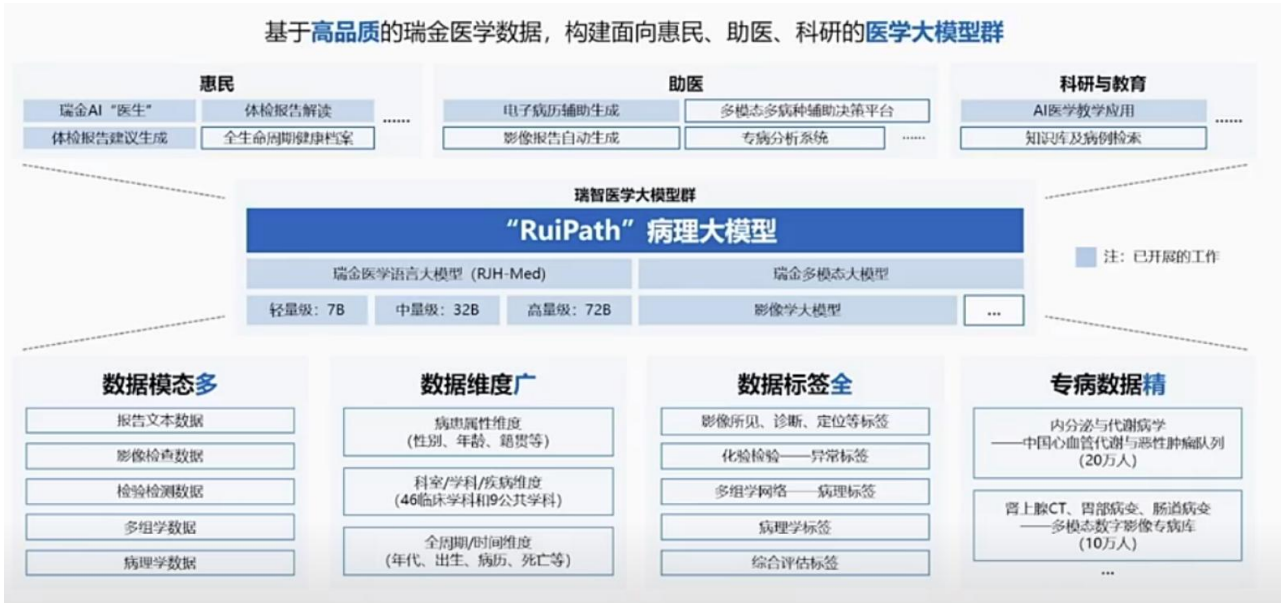 基于高品质的瑞金医学数据，构建面向惠民、助医、科研的医学大模型群
惠民
瑞金AI“医生”
体检报告解读
体检报告建议生成
全生命周期健康档案
……
助医
电子病历辅助生成
多模态多病种辅助决策平台
影像报告自动生成
专病分析系统
……
科研与教育
AI医学教学应用
知识库及病例检索
……
瑞智医学大模型群
“RuiPath”病理大模型
瑞金医学语言大模型（RJH-Med）
瑞金多模态大模型
轻量级：7B
中量级：32B
高量级：72B
影像学大模型
...
注：已开展的工作
数据模态多
报告文本数据
影像检查数据
检验检测数据
多组学数据
病理学数据
数据维度广
病患属性维度
(性别、年龄、籍贯等)
科室/学科/疾病维度
(46临床学科和9公共学科)
全周期/时间维度
(年代、出生、病历、死亡等)
数据标签全
影像所见、诊断、定位等标签
化验检验——异常标签
多组学网络——病理标签
病理学标签
综合评估标签
专病数据精
内分泌与代谢病学
——中国心血管代谢与恶性肿瘤队列
(20万人)
肾上腺CT、胃部病变、肠道病变
——多模态数字影像专病库
(10万人)
...